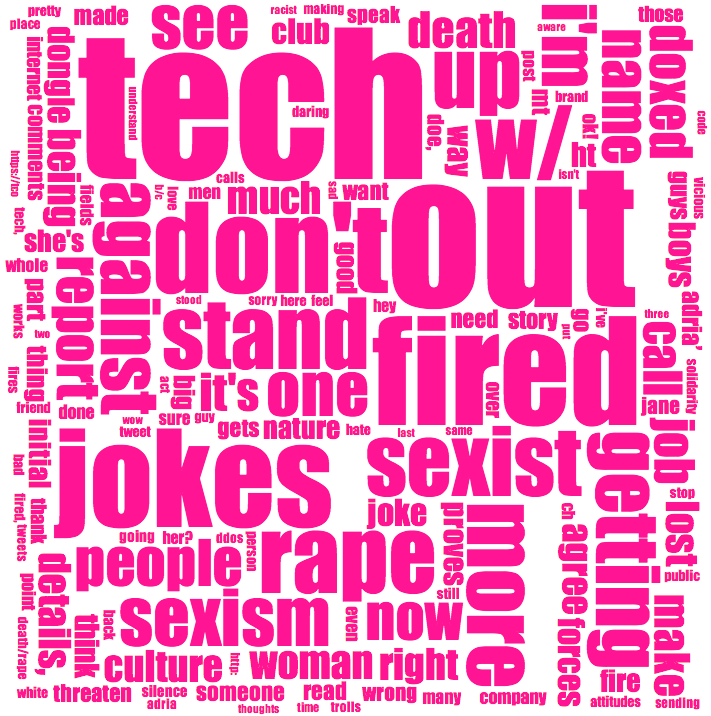 pretty
place
made
see
racist
making
club
speak
death
i'm
aware
those
internet
comments
dongle
being
tech
understand
daring
up
post
mt
brand
name
doxed
code
w/
doe,
way
ok!
ht
isn't
https://t.co
tech,
fields
against
b/c
love
calls
men
much
sad
want
guys
boys
vicious
she's
don't
good
out
adria'
whole
report
part
works
two
stood
sorry
here
feel
hey
need
story
put
go
i've
three
call
solidarity
stand
fired
thing
fires
friend
done
act
big
it's
one
over
jane
wow
tweet
sure
guy
gets
nature
hate
last
same
initial
bad
jokes
sexist
getting
job
stop
lost
thank
fired,
tweets
joke
proves
more
ch
agree
forces
going
her?
ddos
person
people
rape
still
public
point
details,
think
back
sexism
even
now
make
death/rape
culture
http:
woman
right
fire
white
threaten
silence
adria
someone
thoughts
read
time
trolls
wrong
many
company
attitudes
sending